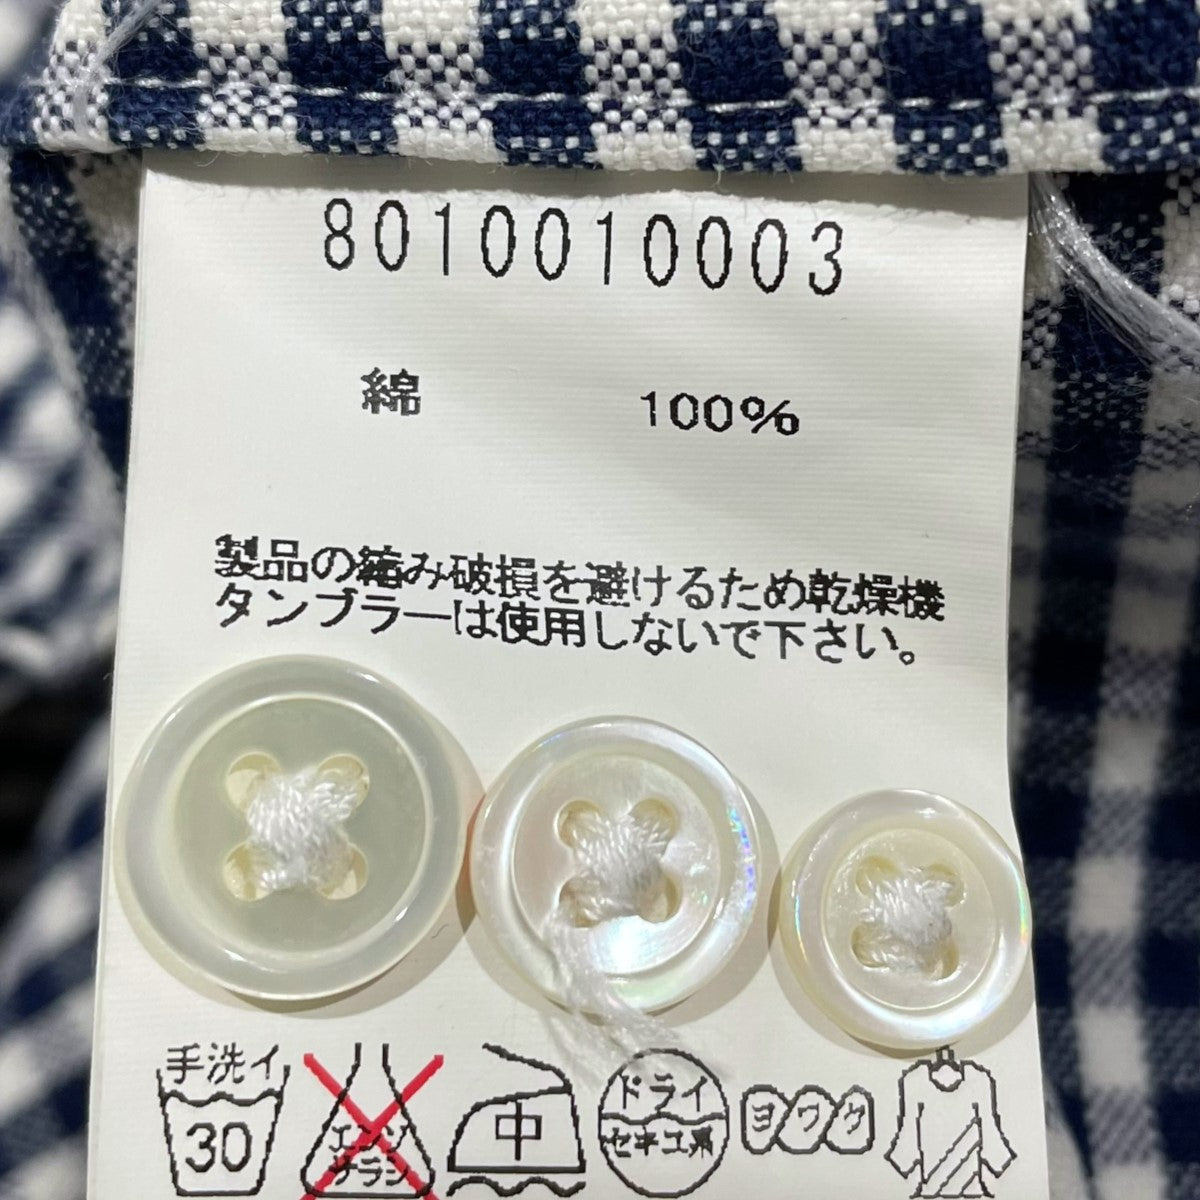 8010010003
綿 100%
製品の縮み破損を避けるため乾燥機
タンブラーは使用しないで下さい。
手洗イ
30
エンソ
サラシ
中
ドライ
セキユ系
ヨワク